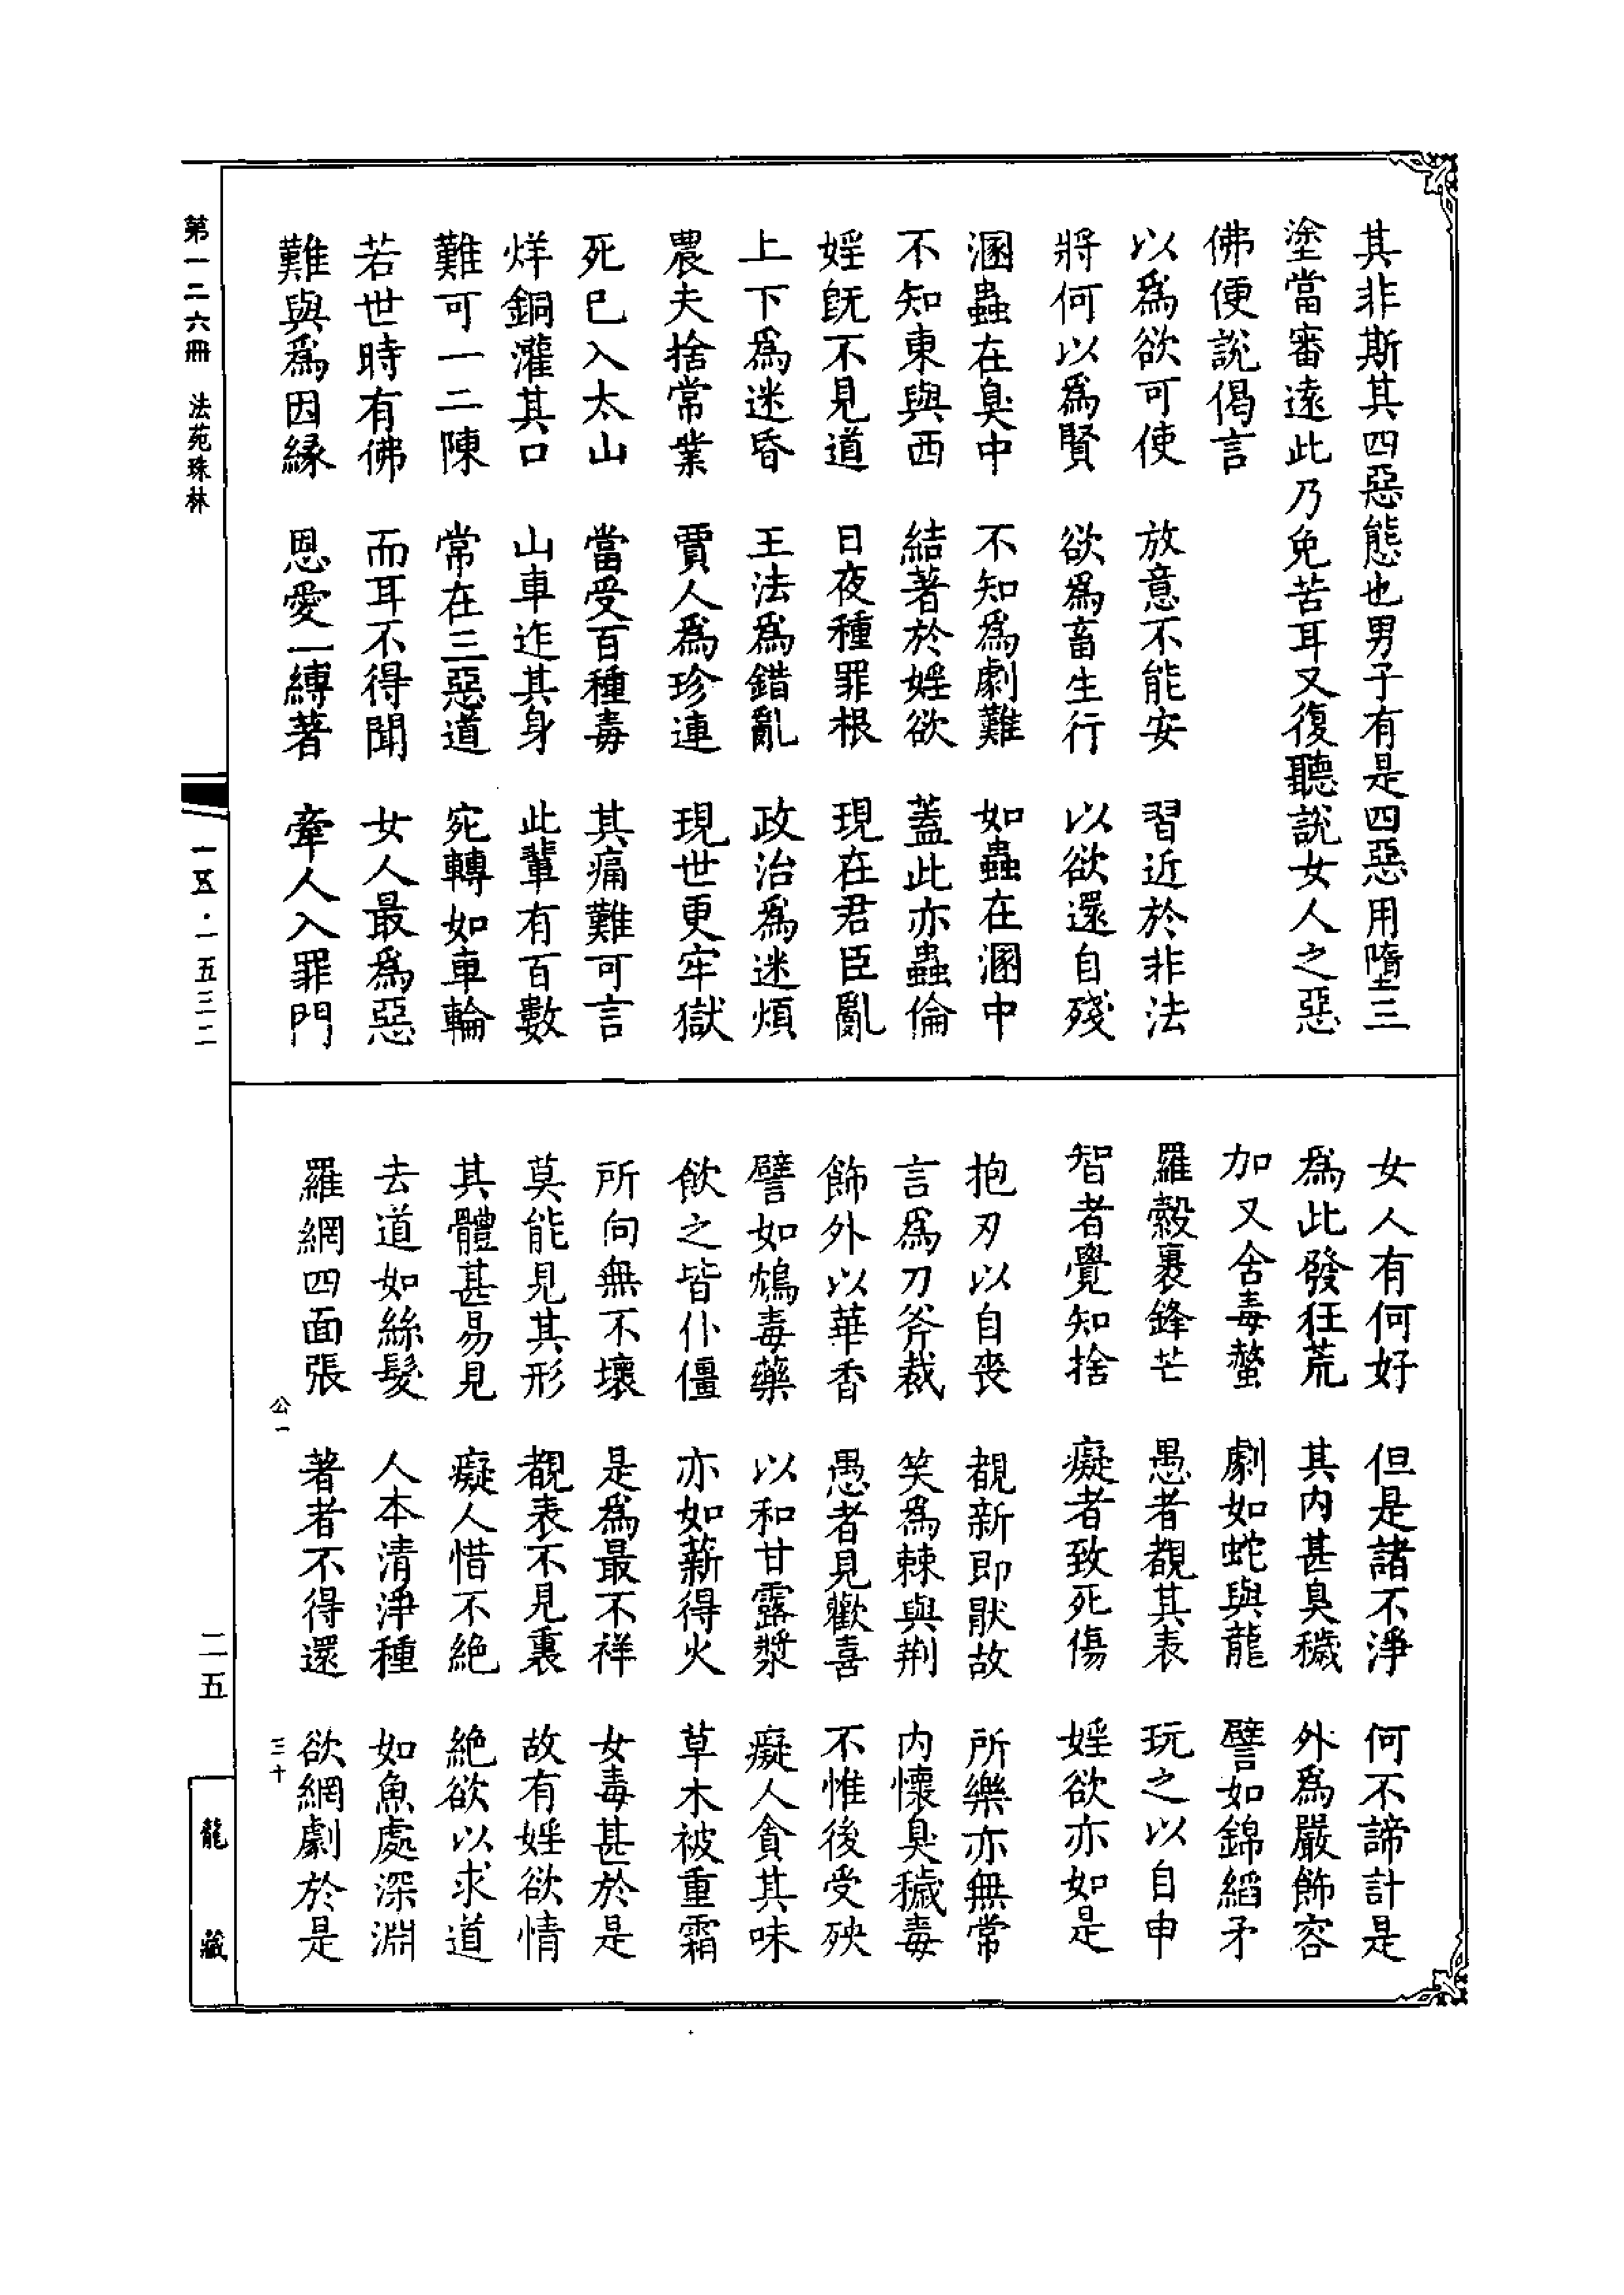 其非斯其四惡態也男子有是四惡用墮三
塗當審遠此乃免苦耳又復聽說女人之惡
佛便說偈言
以爲欲可使 放意不能安 習近於非法
將何以爲賢 欲爲畜生行 以欲還自殘
溷蟲在臭中 不知爲劇難 如蟲在溷中
不知東與西 結著於婬欲 蓋此亦蟲倫
婬旣不見道 日夜種罪根 現在君臣亂
上下爲迷昏 王法爲錯亂 政治爲迷煩
農夫捨常業 賈人爲珍連 現世更牢獄
死已入太山 當受百種毒 其痛難可言
烊銅灌其口 山車迮其身 此輩有百數
難可一二陳 常在三惡道 宛轉如車輪
若世時有佛 而耳不得聞 女人最爲惡
難與爲因緣 恩愛一縛著 牽人入罪門
女人有何好 但是諸不淨 何不諦計是
爲此發狂荒 其內甚臭穢 外爲嚴飾容
加又含毒螫 劇如蛇與龍 譬如錦縚矛
羅縠裹鋒芒 愚者覩其表 玩之以自申
智者覺知捨 癡者致死傷 婬欲亦如是
抱刃以自喪 覩新即猒故 所樂亦無常
言爲刀斧裁 笑爲棘與荆 內懷臭穢毒
飾外以華香 愚者見歡喜 不惟後受殃
譬如鴆毒藥 以和甘露漿 癡人貪其味
飲之皆仆僵 亦如薪得火 草木被重霜
所向無不壞 是爲最不祥 女毒甚於是
莫能見其形 覩表不見裏 故有婬欲情
其體甚易見 癡人惜不絕 絕欲以求道
去道如絲髮 人本清淨種 如魚處深淵
羅網四面張 著者不得還 欲網劇於是
公一 三十
第一二六冊 法苑珠林 一五·一五三二
二五
龍藏